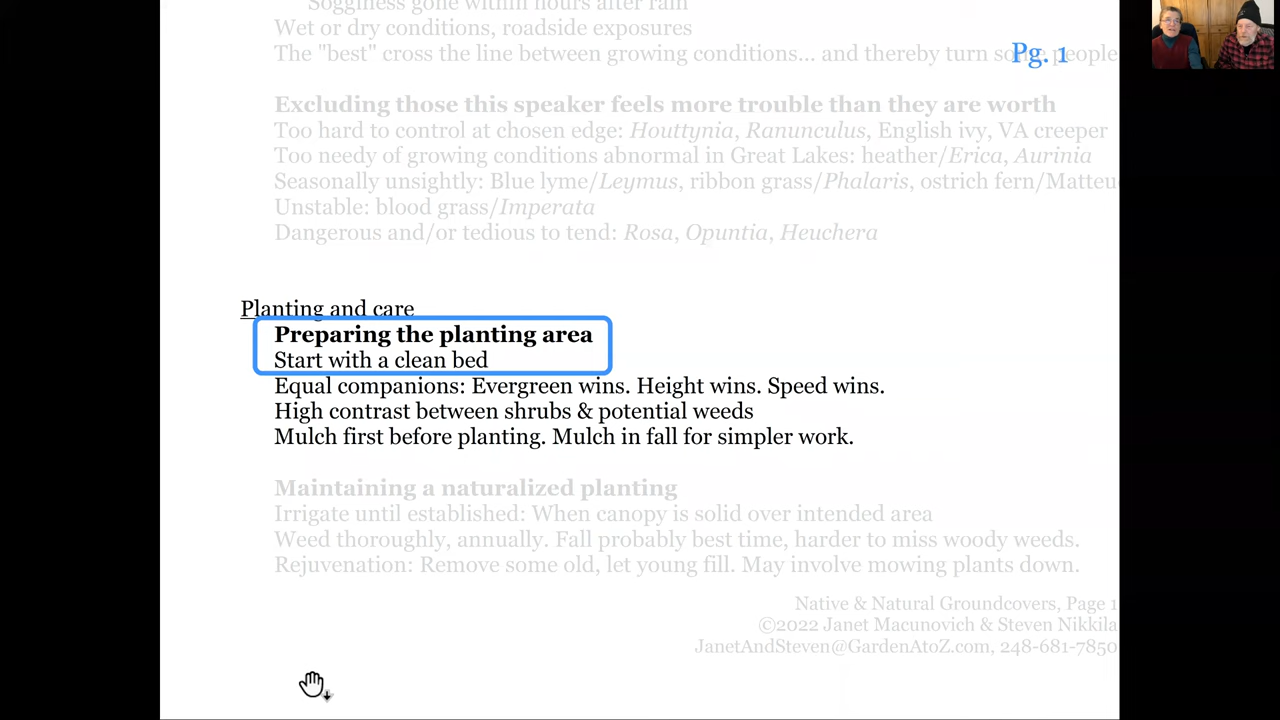 Sogginess gone within hours after rain
Wet or dry conditions, roadside exposures
The "best" cross the line between growing conditions... and thereby turn some people
Pg. 1
Excluding those this speaker feels more trouble than they are worth
Too hard to control at chosen edge: Houttynia, Ranunculus, English ivy, VA creeper
Too needy of growing conditions abnormal in Great Lakes: heather/Erica, Aurinia
Seasonally unsightly: Blue lyme/Leymus, ribbon grass/Phalaris, ostrich fern/Matteu
Unstable: blood grass/Imperata
Dangerous and/or tedious to tend: Rosa, Opuntia, Heuchera
Planting and care
Preparing the planting area
Start with a clean bed
Equal companions: Evergreen wins. Height wins. Speed wins.
High contrast between shrubs & potential weeds
Mulch first before planting. Mulch in fall for simpler work.
Maintaining a naturalized planting
Irrigate until established: When canopy is solid over intended area
Weed thoroughly, annually. Fall probably best time, harder to miss woody weeds.
Rejuvenation: Remove some old, let young fill. May involve mowing plants down.
Native & Natural Groundcovers, Page 1
©2022 Janet Macunovich & Steven Nikkila
JanetAndSteven@GardenAtoZ.com, 248-681-7850